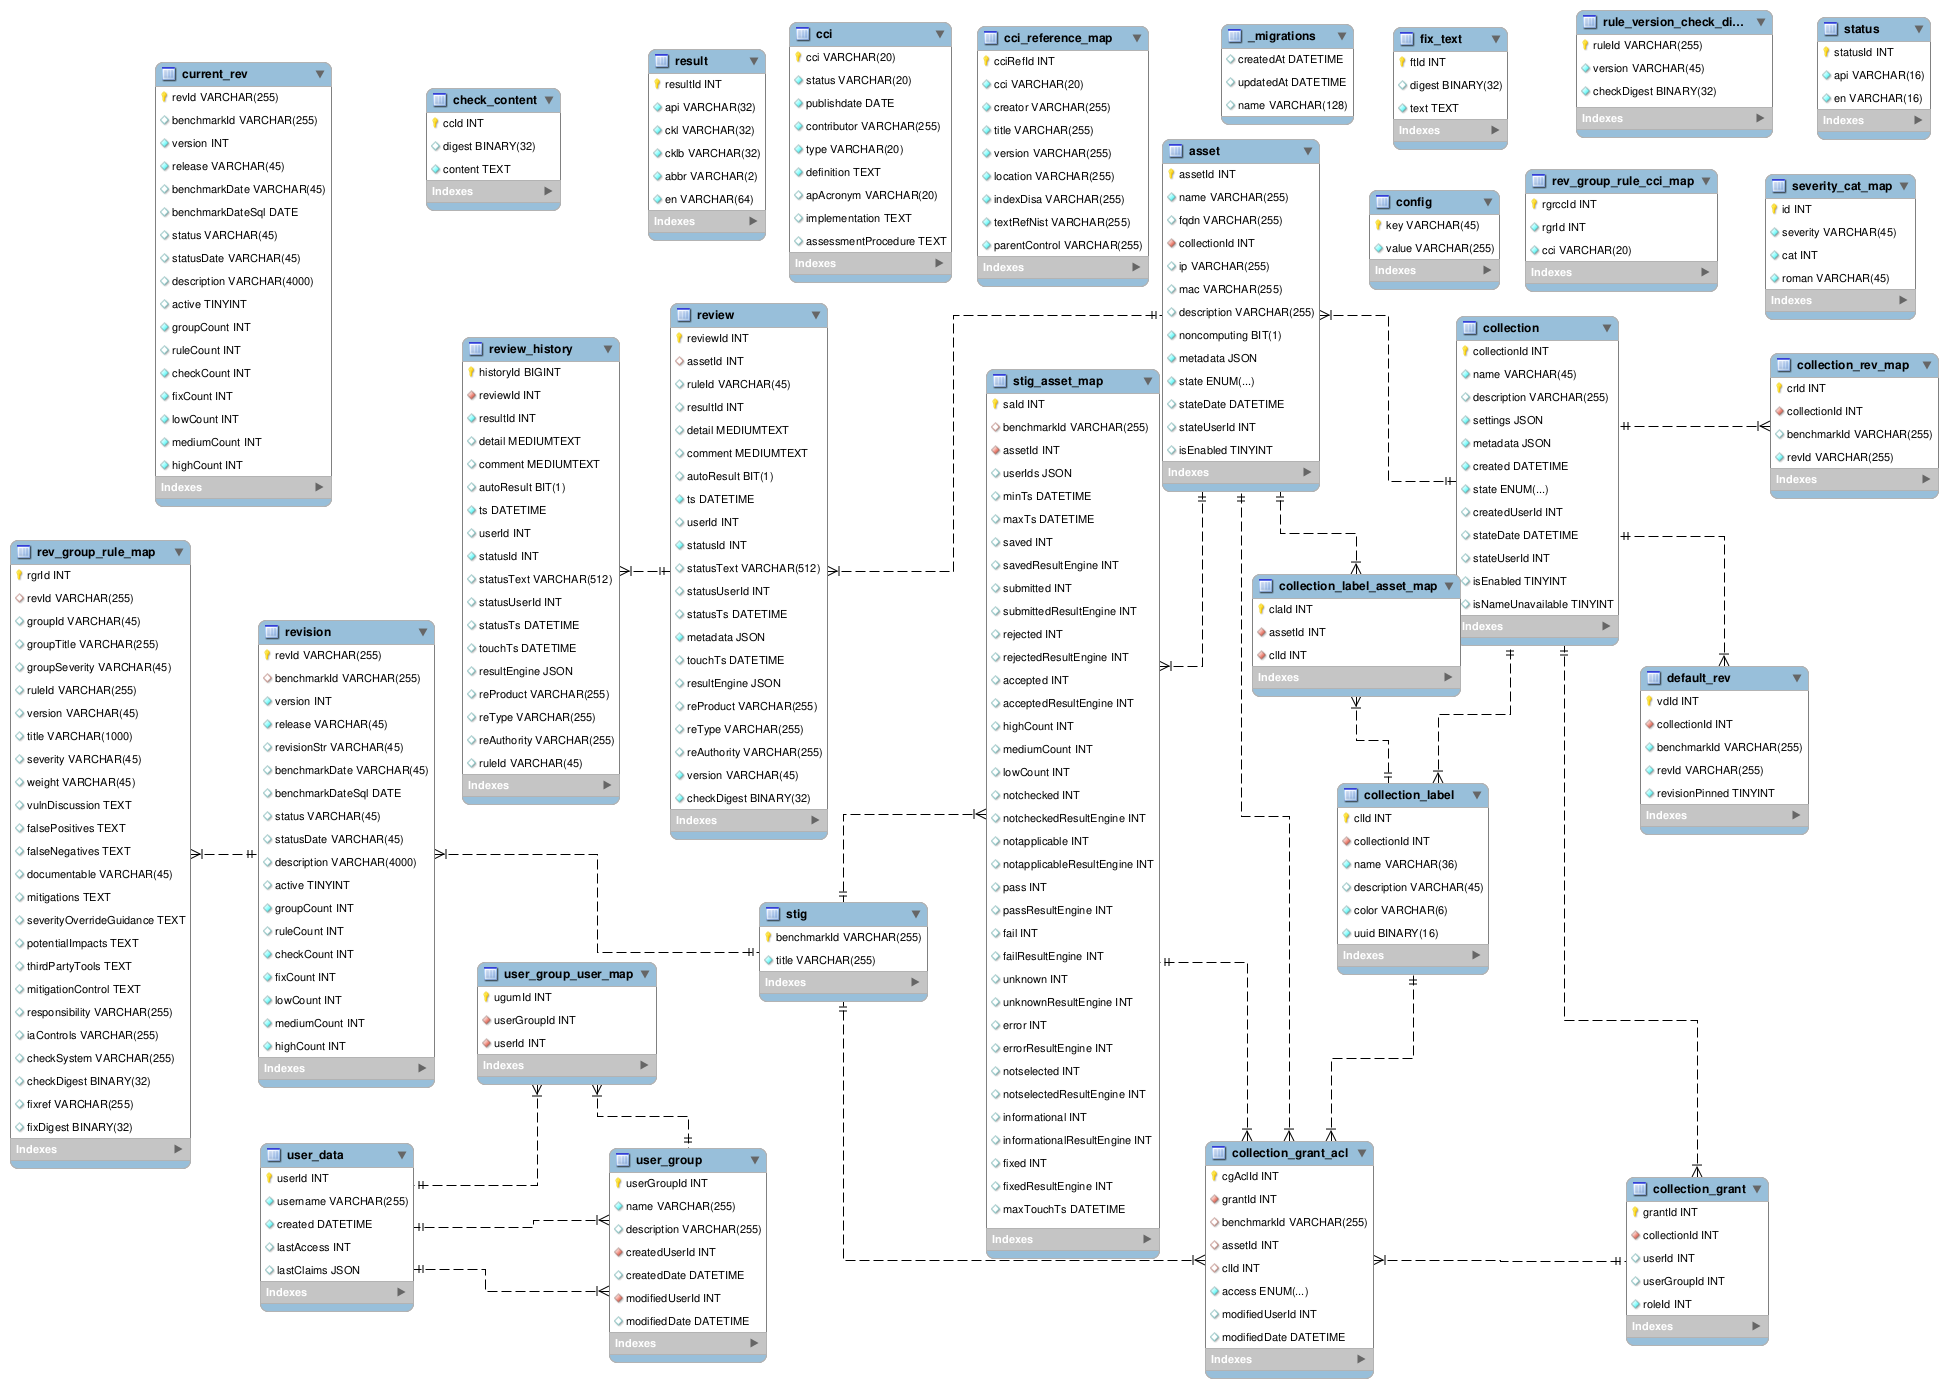 current_rev
revId VARCHAR(255)
benchmarkId VARCHAR(255)
version INT
release VARCHAR(45)
benchmarkDate VARCHAR(45)
benchmarkDateSql DATE
status VARCHAR(45)
statusDate VARCHAR(45)
description VARCHAR(4000)
active TINYINT
groupCount INT
ruleCount INT
checkCount INT
fixCount INT
lowCount INT
mediumCount INT
highCount INT
Indexes
check_content
ccId INT
digest BINARY(32)
content TEXT
Indexes
result
resultId INT
api VARCHAR(32)
ckl VARCHAR(32)
cklb VARCHAR(32)
abbr VARCHAR(2)
en VARCHAR(64)
Indexes
cci
cci VARCHAR(20)
status VARCHAR(20)
publishdate DATE
contributor VARCHAR(255)
type VARCHAR(20)
definition TEXT
apAcronym VARCHAR(20)
implementation TEXT
assessmentProcedure TEXT
Indexes
cci_reference_map
cciRefId INT
cci VARCHAR(20)
creator VARCHAR(255)
title VARCHAR(255)
version VARCHAR(255)
location VARCHAR(255)
indexDisa VARCHAR(255)
textRefNist VARCHAR(255)
parentControl VARCHAR(255)
Indexes
_migrations
createdAt DATETIME
updatedAt DATETIME
name VARCHAR(128)
fix_text
ftId INT
digest BINARY(32)
text TEXT
Indexes
rule_version_check_di...
ruleId VARCHAR(255)
version VARCHAR(45)
checkDigest BINARY(32)
Indexes
status
statusId INT
api VARCHAR(16)
en VARCHAR(16)
Indexes
asset
assetId INT
name VARCHAR(255)
fqdn VARCHAR(255)
collectionId INT
ip VARCHAR(255)
mac VARCHAR(255)
description VARCHAR(255)
noncomputing BIT(1)
metadata JSON
state ENUM(...)
stateDate DATETIME
stateUserId INT
isEnabled TINYINT
Indexes
config
key VARCHAR(45)
value VARCHAR(255)
Indexes
rev_group_rule_cci_map
rgrccId INT
rgrId INT
cci VARCHAR(20)
Indexes
severity_cat_map
id INT
severity VARCHAR(45)
cat INT
roman VARCHAR(45)
Indexes
review_history
historyId BIGINT
reviewId INT
resultId INT
detail MEDIUMTEXT
comment MEDIUMTEXT
autoResult BIT(1)
ts DATETIME
userId INT
statusId INT
statusText VARCHAR(512)
statusUserId INT
statusTs DATETIME
touchTs DATETIME
resultEngine JSON
reProduct VARCHAR(255)
reType VARCHAR(255)
reAuthority VARCHAR(255)
ruleId VARCHAR(45)
Indexes
review
reviewId INT
assetId INT
ruleId VARCHAR(45)
resultId INT
detail MEDIUMTEXT
comment MEDIUMTEXT
autoResult BIT(1)
ts DATETIME
userId INT
statusId INT
statusText VARCHAR(512)
statusUserId INT
statusTs DATETIME
metadata JSON
touchTs DATETIME
resultEngine JSON
reProduct VARCHAR(255)
reType VARCHAR(255)
reAuthority VARCHAR(255)
version VARCHAR(45)
checkDigest BINARY(32)
Indexes
stig_asset_map
saId INT
benchmarkId VARCHAR(255)
assetId INT
userIds JSON
minTs DATETIME
maxTs DATETIME
saved INT
savedResultEngine INT
submitted INT
submittedResultEngine INT
rejected INT
rejectedResultEngine INT
accepted INT
acceptedResultEngine INT
highCount INT
mediumCount INT
lowCount INT
notchecked INT
notcheckedResultEngine INT
notapplicable INT
notapplicableResultEngine INT
pass INT
passResultEngine INT
fail INT
failResultEngine INT
unknown INT
unknownResultEngine INT
error INT
errorResultEngine INT
notselected INT
notselectedResultEngine INT
informational INT
informationalResultEngine INT
fixed INT
fixedResultEngine INT
maxTouchTs DATETIME
Indexes
collection
collectionId INT
name VARCHAR(45)
description VARCHAR(255)
settings JSON
metadata JSON
created DATETIME
state ENUM(...)
createdUserId INT
stateDate DATETIME
stateUserId INT
isEnabled TINYINT
isNameUnavailable TINYINT
Indexes
collection_rev_map
crId INT
collectionId INT
benchmarkId VARCHAR(255)
revId VARCHAR(255)
Indexes
rev_group_rule_map
rgrId INT
revId VARCHAR(255)
groupId VARCHAR(45)
groupTitle VARCHAR(255)
groupSeverity VARCHAR(45)
ruleId VARCHAR(255)
version VARCHAR(45)
title VARCHAR(1000)
severity VARCHAR(45)
weight VARCHAR(45)
vulnDiscussion TEXT
falsePositives TEXT
falseNegatives TEXT
documentable VARCHAR(45)
mitigations TEXT
severityOverrideGuidance TEXT
potentialImpacts TEXT
thirdPartyTools TEXT
mitigationControl TEXT
responsibility VARCHAR(255)
iaControls VARCHAR(255)
checkSystem VARCHAR(255)
checkDigest BINARY(32)
fixref VARCHAR(255)
fixDigest BINARY(32)
Indexes
revision
revId VARCHAR(255)
benchmarkId VARCHAR(255)
version INT
release VARCHAR(45)
revisionStr VARCHAR(45)
benchmarkDate VARCHAR(45)
benchmarkDateSql DATE
status VARCHAR(45)
statusDate VARCHAR(45)
description VARCHAR(4000)
active TINYINT
groupCount INT
ruleCount INT
checkCount INT
fixCount INT
lowCount INT
mediumCount INT
highCount INT
Indexes
collection_label_asset_map
claId INT
assetId INT
clId INT
Indexes
default_rev
vdId INT
collectionId INT
benchmarkId VARCHAR(255)
revId VARCHAR(255)
revisionPinned TINYINT
Indexes
collection_label
clId INT
collectionId INT
name VARCHAR(36)
description VARCHAR(45)
color VARCHAR(6)
uuid BINARY(16)
Indexes
stig
benchmarkId VARCHAR(255)
title VARCHAR(255)
Indexes
user_group_user_map
ugumId INT
userGroupId INT
userId INT
Indexes
user_data
userId INT
username VARCHAR(255)
created DATETIME
lastAccess INT
lastClaims JSON
Indexes
user_group
userGroupId INT
name VARCHAR(255)
description VARCHAR(255)
createdUserId INT
createdDate DATETIME
modifiedUserId INT
modifiedDate DATETIME
Indexes
collection_grant_acl
cgAclId INT
grantId INT
benchmarkId VARCHAR(255)
assetId INT
clId INT
access ENUM(...)
modifiedUserId INT
modifiedDate DATETIME
Indexes
collection_grant
grantId INT
collectionId INT
userId INT
userGroupId INT
roleId INT
Indexes